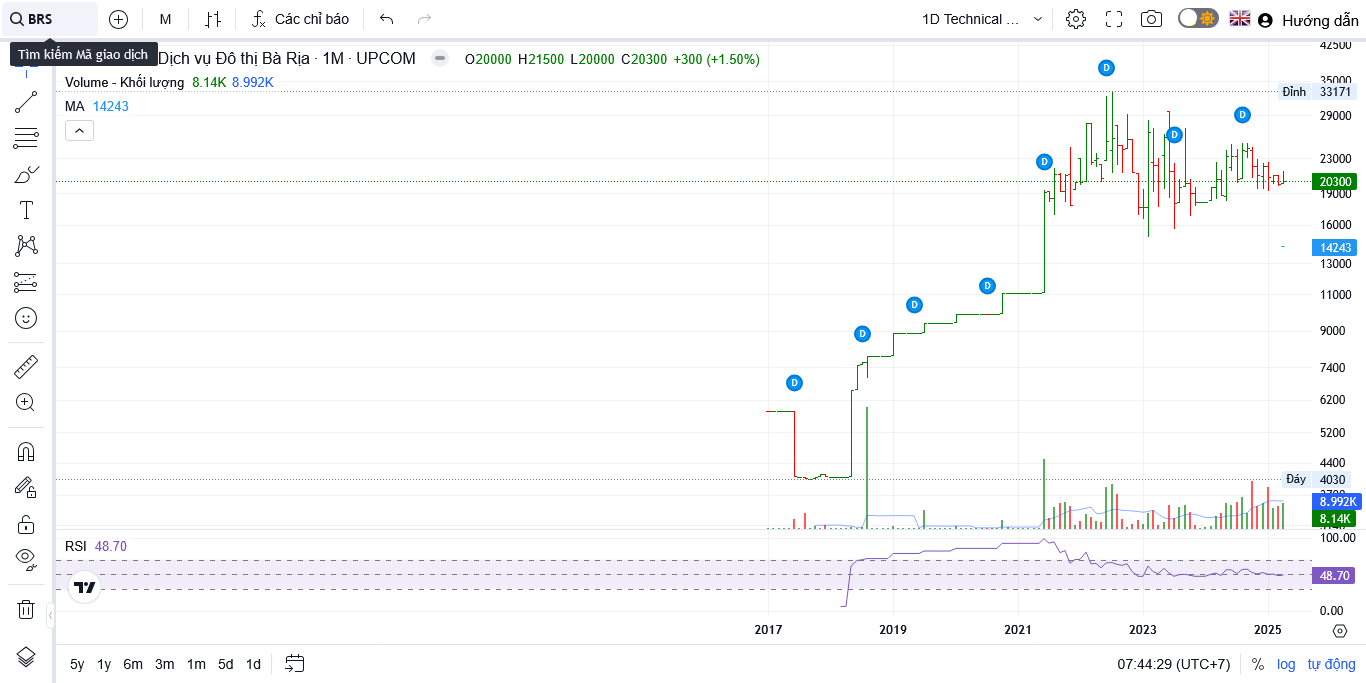 BRS
M
Các chỉ báo
1D Technical ...
Hướng dẫn
Tìm kiếm Mã giao dịch
Dịch vụ Đô thị Bà Rịa · 1M · UPCOM O20000 H21500 L20000 C20300 +300 (+1.50%)
Volume - Khối lượng 8.14K 8.992K
MA 14243
42500
35000
Đỉnh 33171
29000
23000
20300
19000
16000
14243
13000
11000
9000
7400
6200
5200
4400
Đáy 4030
8.992K
8.14K
D
D
D
D
D
D
D
D
RSI 48.70
100.00
48.70
0.00
2017 2019 2021 2023 2025
5y 1y 6m 3m 1m 5d 1d
07:44:29 (UTC+7) % log tự động